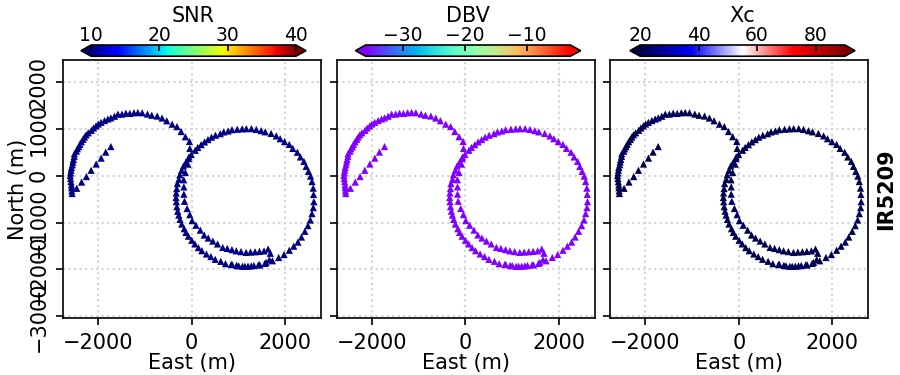 SNR DBV Xc
10 20 30 40 −30 −20 −10 20 40 60 80
North (m)
2000
1000
0
−1000
−2000
−3000
−2000 0 2000 −2000 0 2000 −2000 0 2000
East (m) East (m) East (m)
IR5209